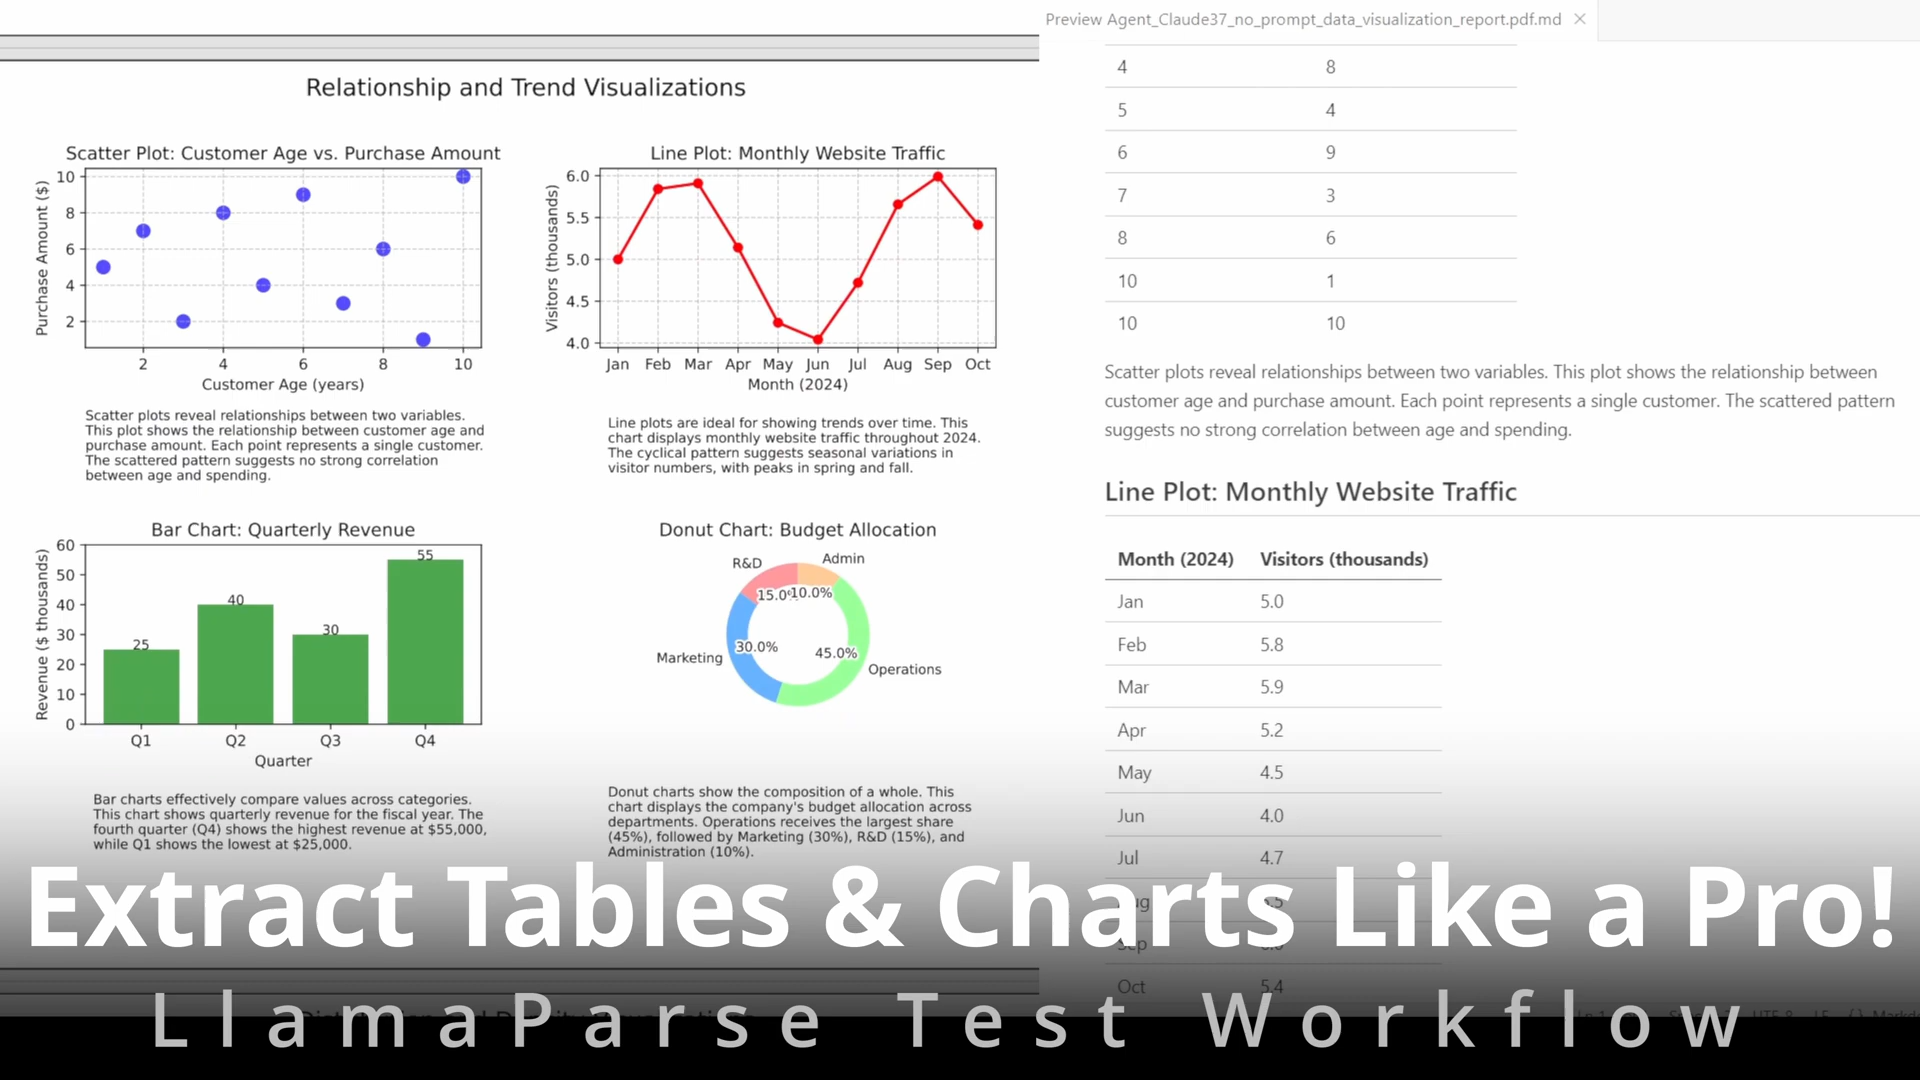 Relationship and Trend Visualizations
Scatter Plot: Customer Age vs. Purchase Amount
Purchase Amount ($)
10
8
6
4
2
2 4 6 8 10
Customer Age (years)
Scatter plots reveal relationships between two variables.
This plot shows the relationship between customer age and
purchase amount. Each point represents a single customer.
The scattered pattern suggests no strong correlation
between age and spending.
Line Plot: Monthly Website Traffic
Visitors (thousands)
6.0
5.5
5.0
4.5
4.0
Jan Feb Mar Apr May Jun Jul Aug Sep Oct
Month (2024)
Line plots are ideal for showing trends over time. This
chart displays monthly website traffic throughout 2024.
The cyclical pattern suggests seasonal variations in
visitor numbers, with peaks in spring and fall.
Bar Chart: Quarterly Revenue
Revenue ($ thousands)
60
50
40
30
20
10
0
25
40
30
55
Q1 Q2 Q3 Q4
Quarter
Bar charts effectively compare values across categories.
This chart shows quarterly revenue for the fiscal year. The
fourth quarter (Q4) shows the highest revenue at $55,000,
while Q1 shows the lowest at $25,000.
Donut Chart: Budget Allocation
R&D
Admin
15.0
10.0%
30.0%
45.0%
Marketing
Operations
Donut charts show the composition of a whole. This
chart displays the company's budget allocation across
departments. Operations receives the largest share
(45%), followed by Marketing (30%), R&D (15%), and
Administration (10%).
Preview Agent_Claude37_no_prompt_data_visualization_report.pdf.md ×
4 8
5 4
6 9
7 3
8 6
10 1
10 10
Scatter plots reveal relationships between two variables. This plot shows the relationship between
customer age and purchase amount. Each point represents a single customer. The scattered pattern
suggests no strong correlation between age and spending.
Line Plot: Monthly Website Traffic
Month (2024) Visitors (thousands)
Jan 5.0
Feb 5.8
Mar 5.9
Apr 5.2
May 4.5
Jun 4.0
Jul 4.7
Sep
Oct 5.4
Extract Tables & Charts Like a Pro!
LlamaParse Test Workflow